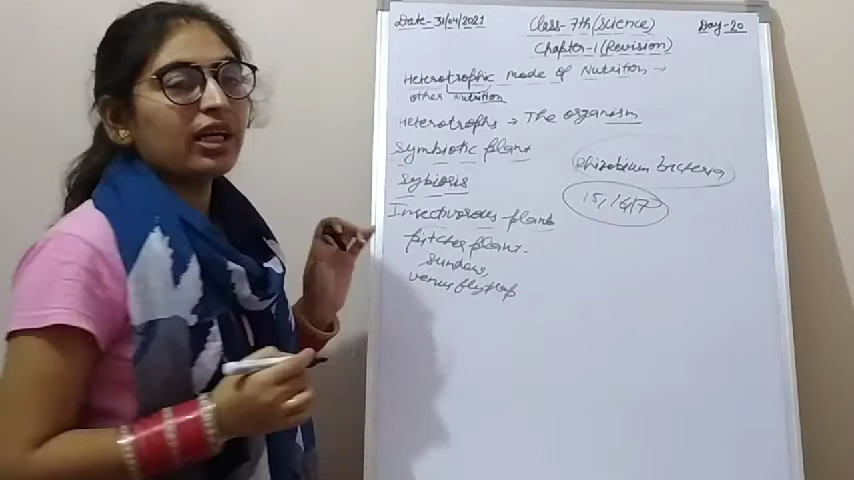 Date-31/04/2021
Class-7th(Science)
Day-20
Chapter-1(Revision)
Heterotrophic mode of Nutrition →
other Nutrition
Heterotrophs → The organism
Symbiotic plant
Sybiosis
Rhizobium bacteria
15, 16, 17
Insectivorous plant
pitcher plant.
sundew,
venus flytrap